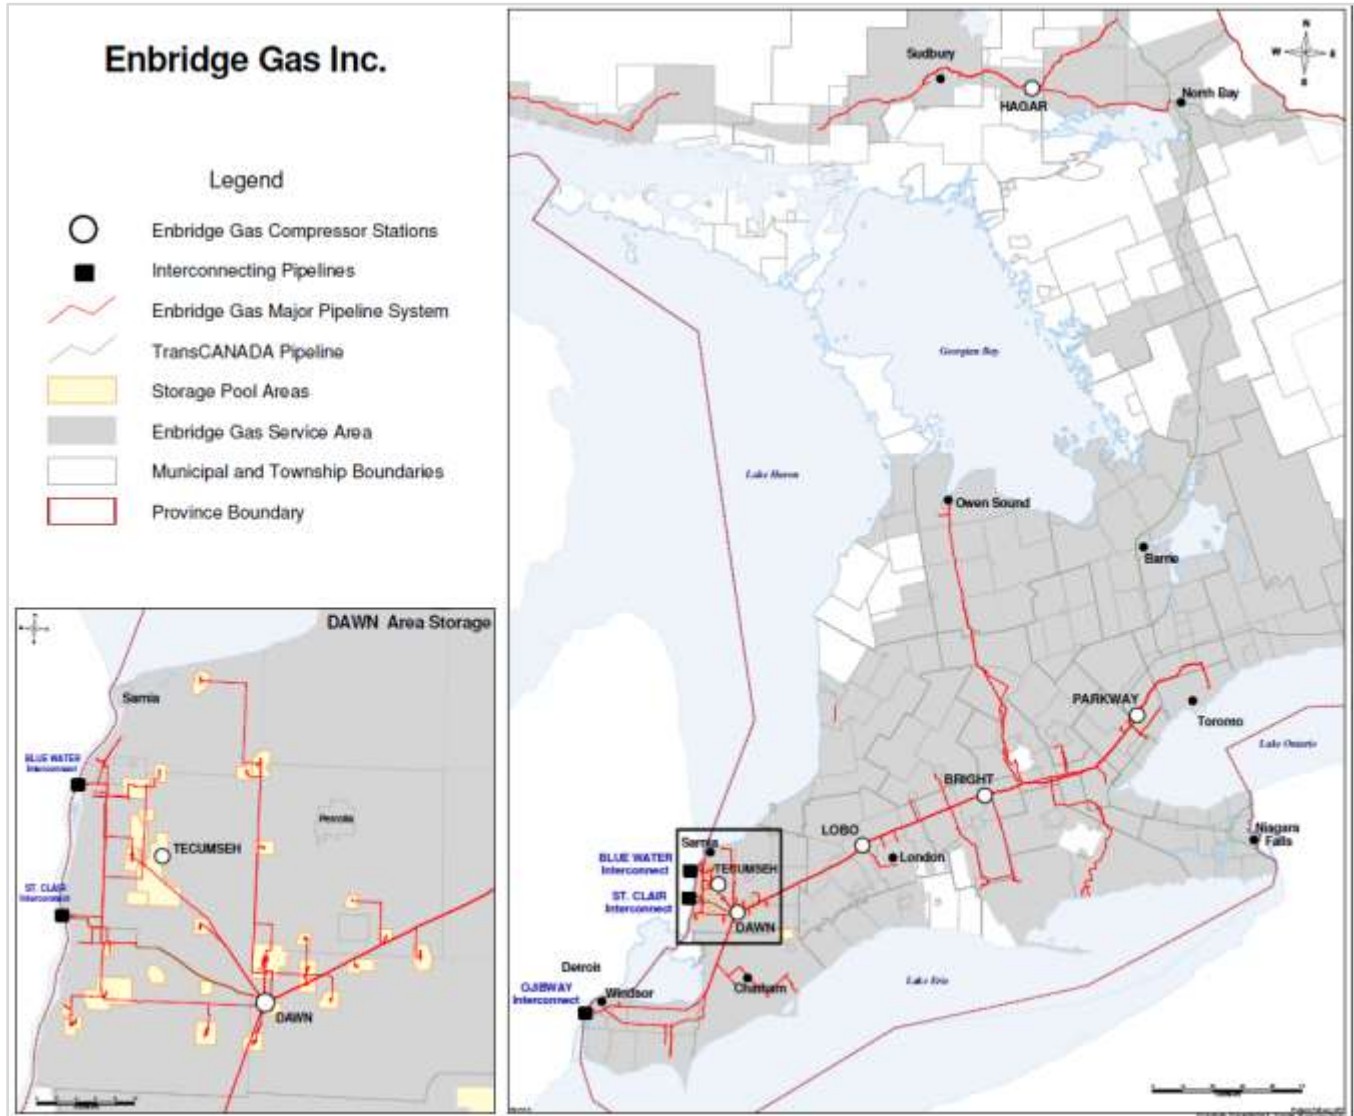 Enbridge Gas Inc.
Legend
Enbridge Gas Compressor Stations
Interconnecting Pipelines
Enbridge Gas Major Pipeline System
TransCANADA Pipeline
Storage Pool Areas
Enbridge Gas Service Area
Municipal and Township Boundaries
Province Boundary
DAWN Area Storage
Sarnia
BLUE WATER
Interconnect
TECUMSEH
Petrolia
ST. CLAIR
Interconnect
DAWN
N
W
E
S
Sudbury
HAGAR
North Bay
Georgian Bay
Lake Huron
Owen Sound
Barrie
PARKWAY
Toronto
Lake Ontario
BRIGHT
LOBO
London
Niagara
Falls
Sarnia
BLUE WATER
Interconnect
TECUMSEH
ST. CLAIR
Interconnect
DAWN
Detroit
Windsor
OJIBWAY
Interconnect
Chatham
Lake Erie